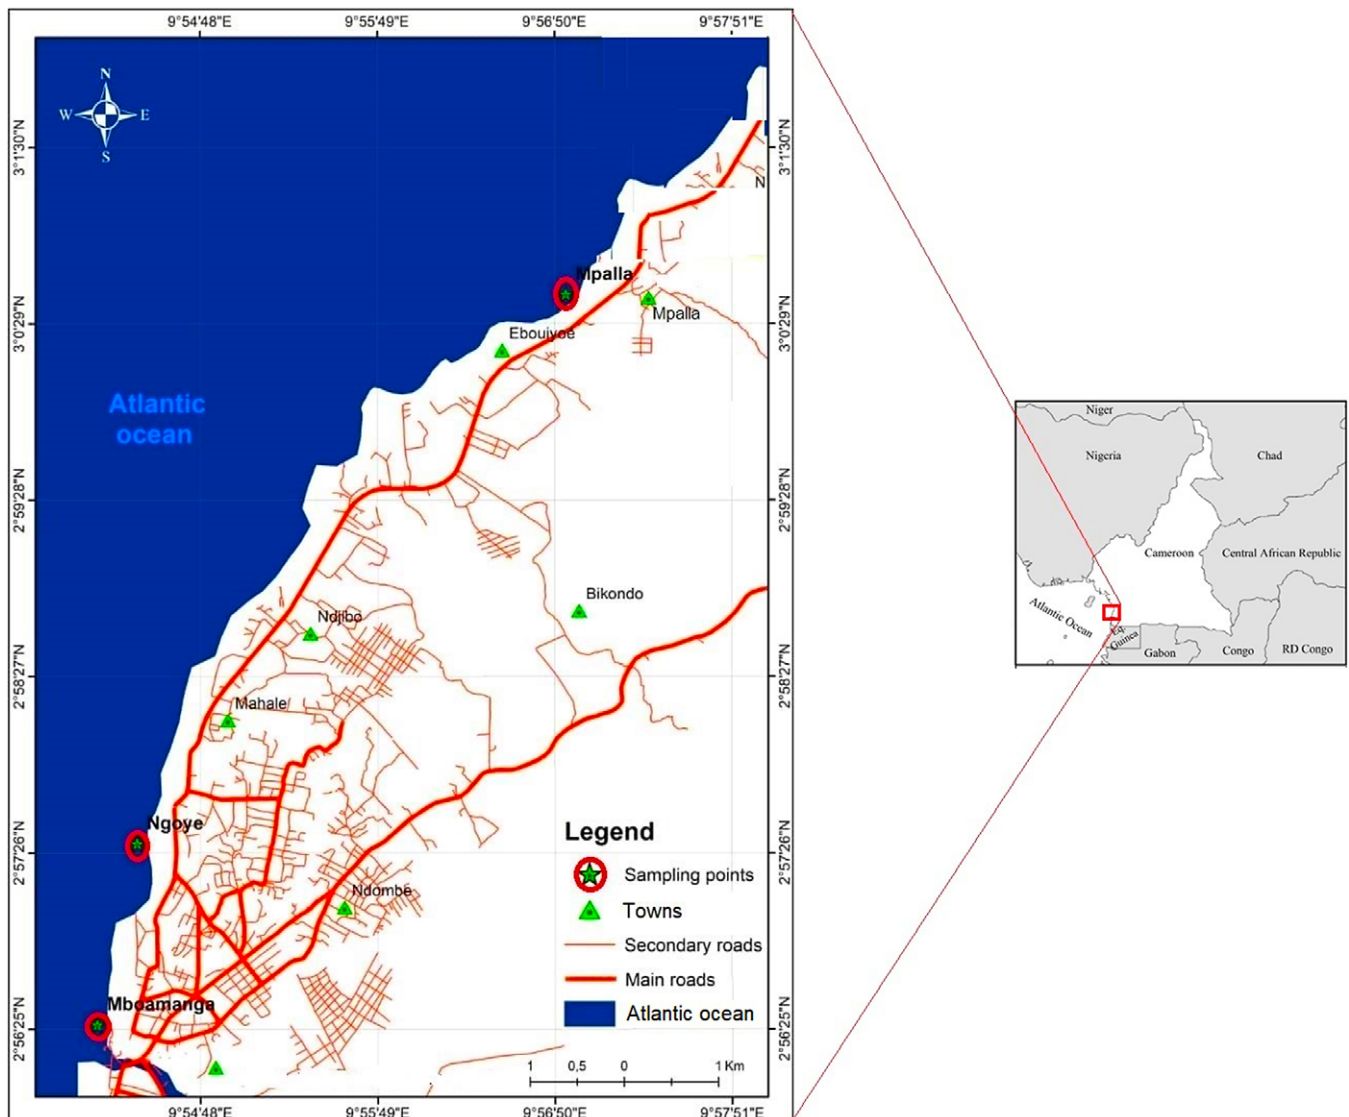 9°54'48"E
9°55'49"E
9°56'50"E
9°57'51"E
N
W
E
S
3°1'30"N
3°1'30"N
N
Mpalla
Mpalla
3°0'29"N
3°0'29"N
Ebouiyoe
Atlantic
ocean
2°59'28"N
2°59'28"N
Bikondo
Ndjibo
2°58'27"N
2°58'27"N
Mahale
Ngoye
2°57'26"N
2°57'26"N
Ndombe
Mboamanga
2°56'25"N
2°56'25"N
Legend
Sampling points
Towns
Secondary roads
Main roads
Atlantic ocean
1
0,5
0
1 Km
9°54'48"E
9°55'49"E
9°56'50"E
9°57'51"E
Niger
Nigeria
Chad
Cameroon
Central African Republic
Atlantic Ocean
Eq.
Guinea
Gabon
Congo
RD Congo